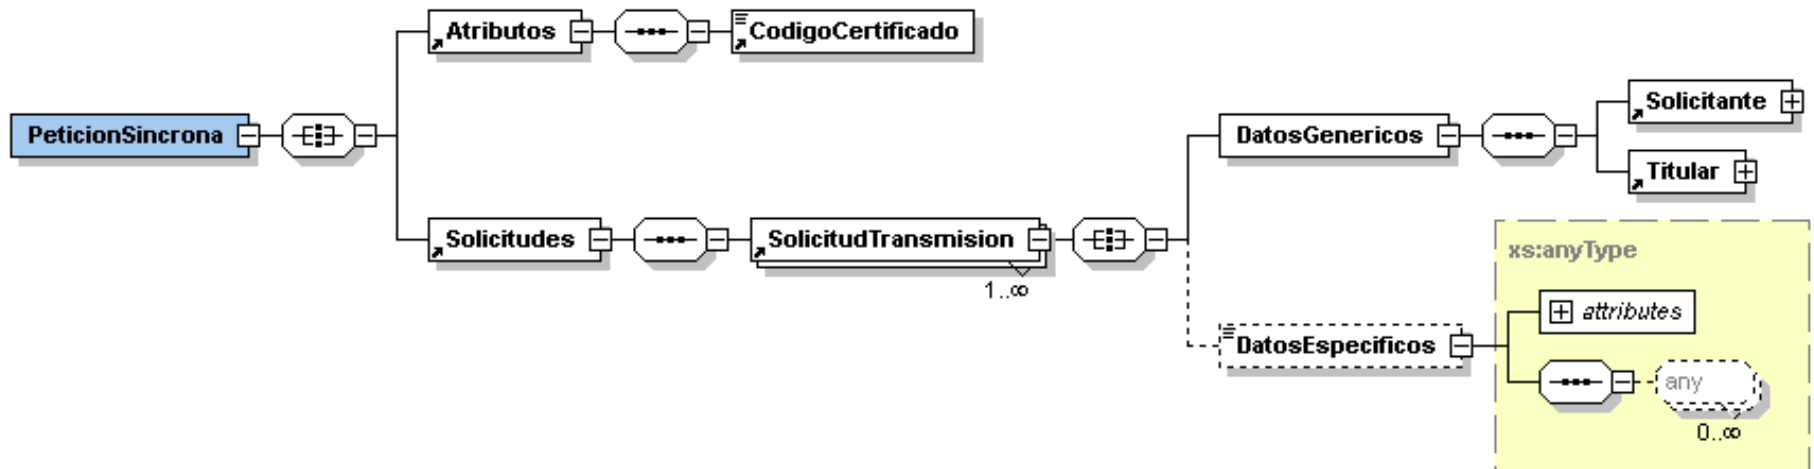 Atributos
CodigoCertificado
PeticionSincrona
Solicitante
DatosGenericos
Titular
Solicitudes
SolicitudTransmision
1..∞
xs:anyType
attributes
DatosEspecificos
any
0..∞